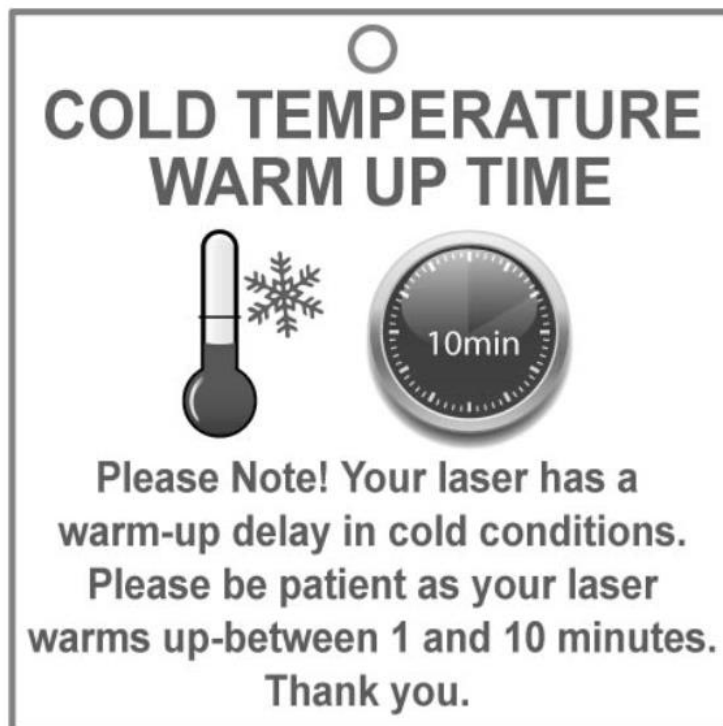 COLD TEMPERATURE
WARM UP TIME
10min
Please Note! Your laser has a
warm-up delay in cold conditions.
Please be patient as your laser
warms up-between 1 and 10 minutes.
Thank you.